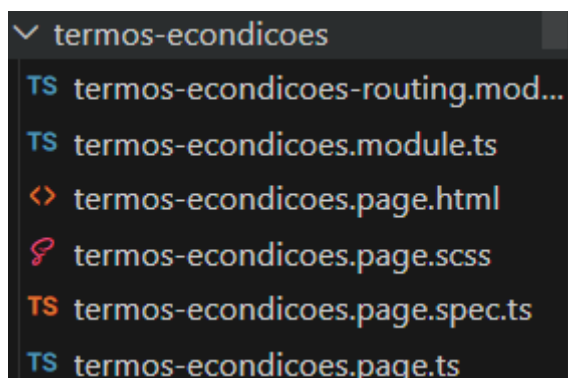 termos-econdicoes
TS termos-econdicoes-routing.mod...
TS termos-econdicoes.module.ts
<> termos-econdicoes.page.html
termos-econdicoes.page.scss
TS termos-econdicoes.page.spec.ts
TS termos-econdicoes.page.ts